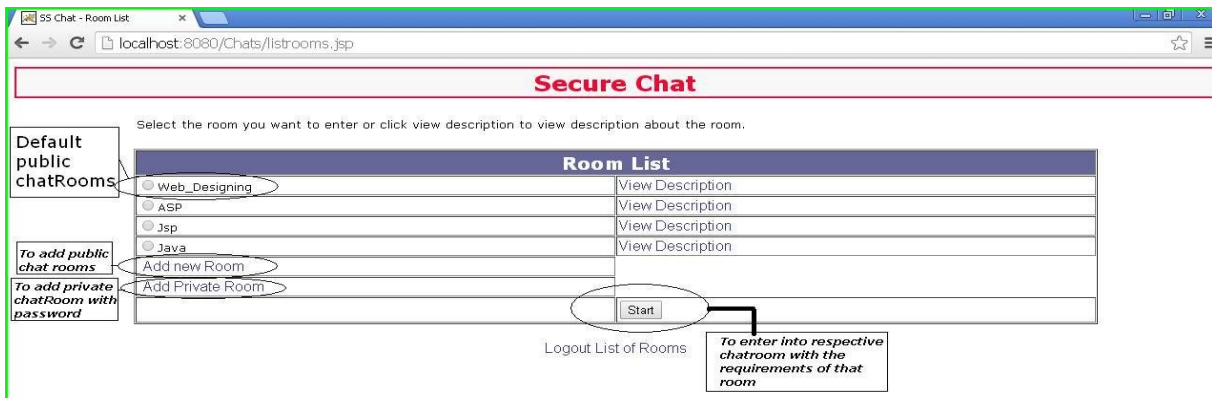 SS Chat - Room List
localhost:8080/Chats/listrooms.jsp
Secure Chat
Select the room you want to enter or click view description to view description about the room.
Default
public
chatRooms
Room List
Web_Designing
View Description
ASP
View Description
Jsp
View Description
Java
View Description
To add public
chat rooms
Add new Room
To add private
chatRoom with
password
Add Private Room
Start
Logout List of Rooms
To enter into respective
chatroom with the
requirements of that
room